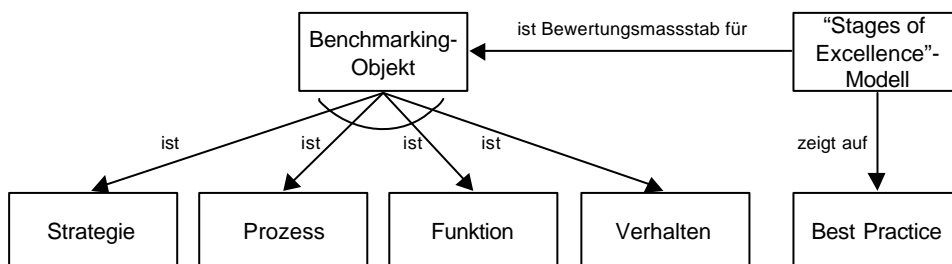 Benchmarking-
Objekt
ist Bewertungsmassstab für
“Stages of
Excellence”-
Modell
ist
ist
ist
ist
zeigt auf
Strategie
Prozess
Funktion
Verhalten
Best Practice